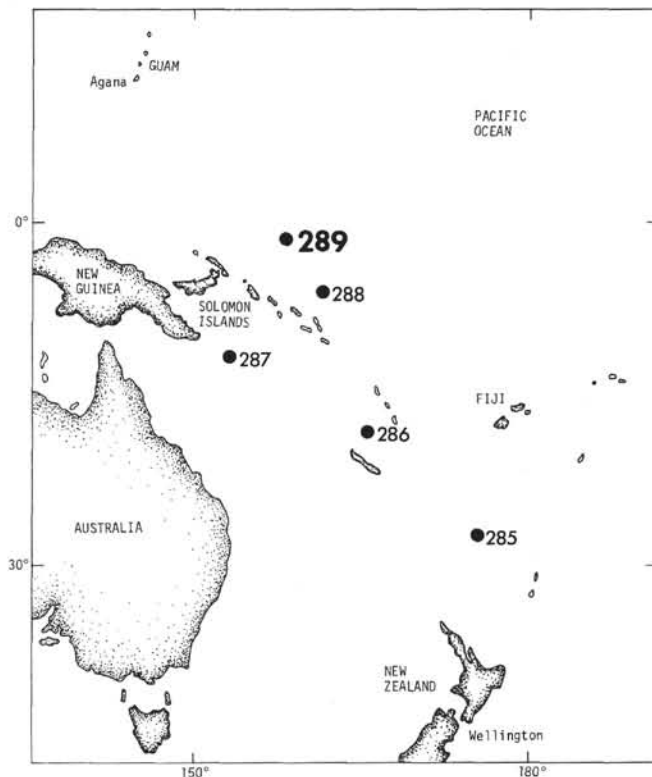 GUAM
Agana
PACIFIC
OCEAN
0°
289
NEW
GUINEA
288
SOLOMON
ISLANDS
287
FIJI
286
AUSTRALIA
285
30°
NEW
ZEALAND
Wellington
150°
180°